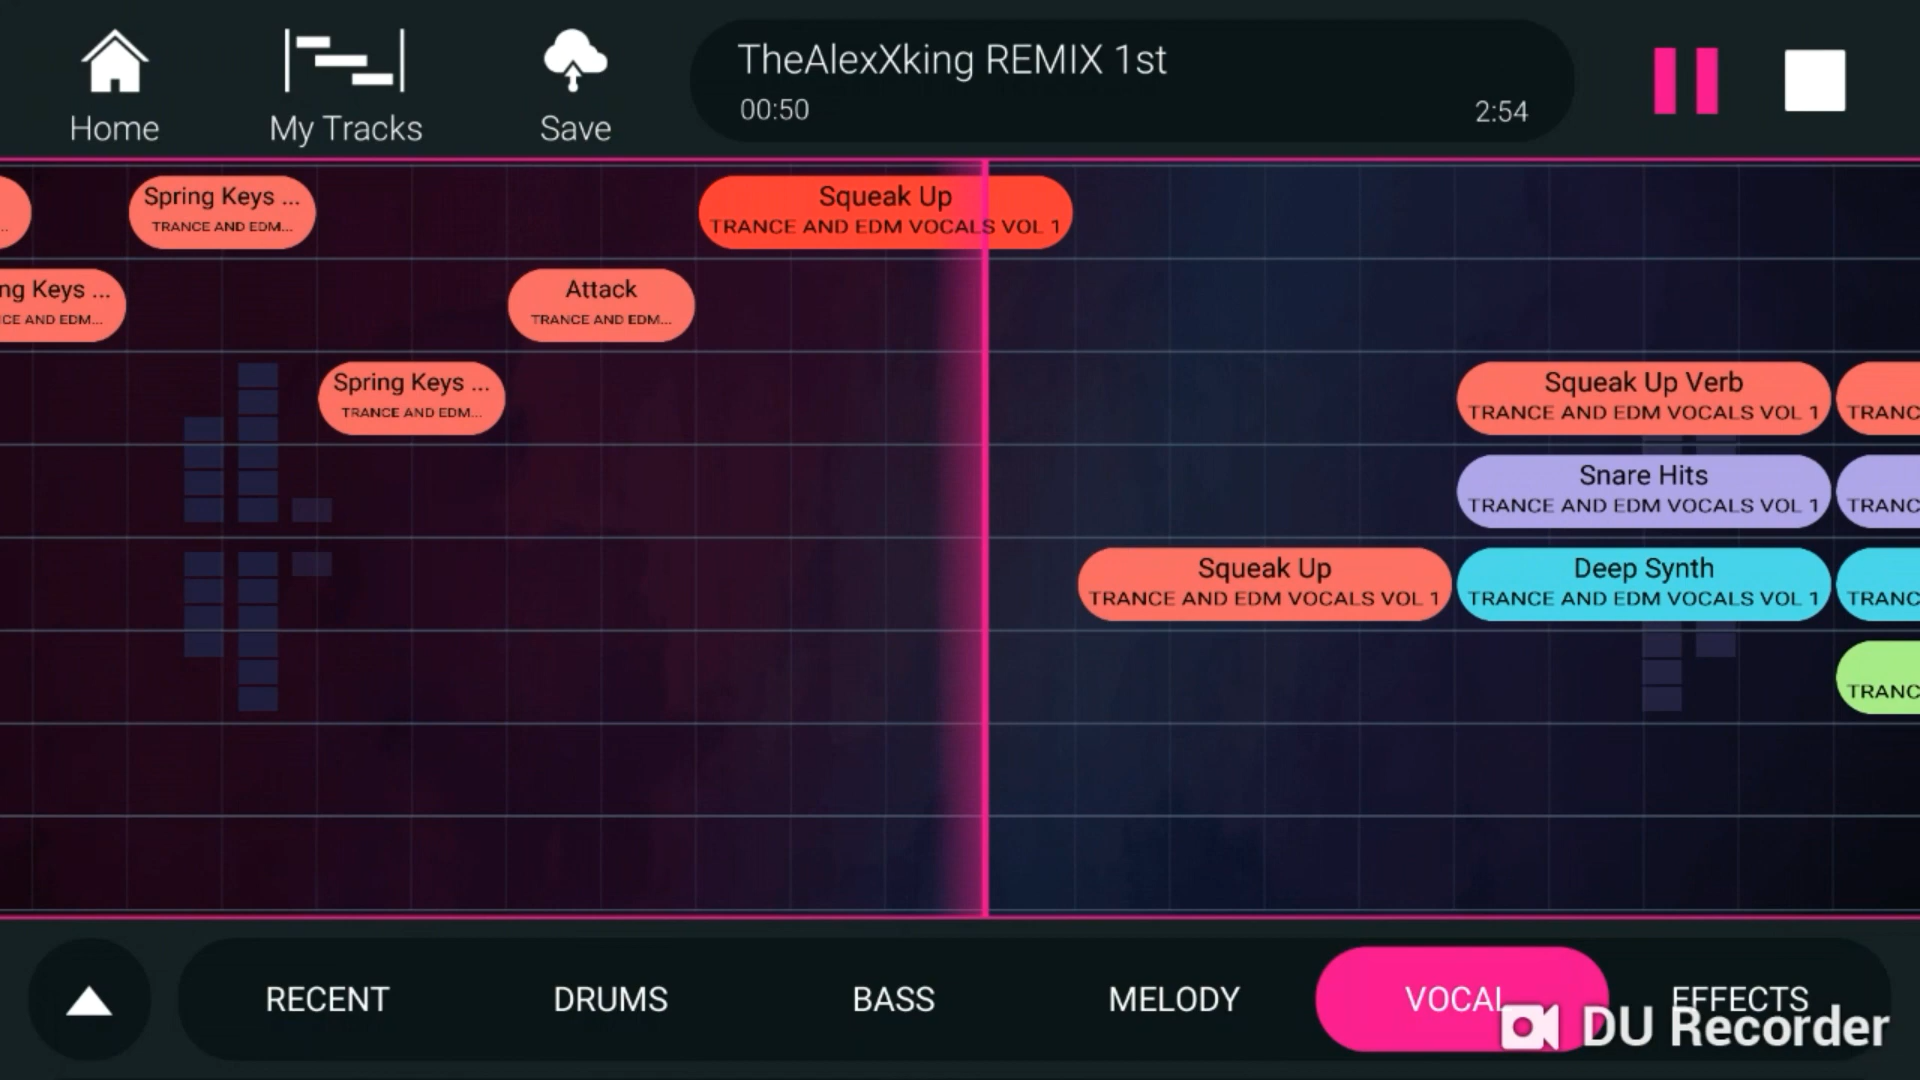 TheAlexXking REMIX 1st
00:50
2:54
Home
My Tracks
Save
...
Spring Keys ...
TRANCE AND EDM...
Squeak Up
TRANCE AND EDM VOCALS VOL 1
ng Keys ...
CE AND EDM...
Attack
TRANCE AND EDM...
Spring Keys ...
TRANCE AND EDM...
Squeak Up Verb
TRANCE AND EDM VOCALS VOL 1
TRANC
Snare Hits
TRANCE AND EDM VOCALS VOL 1
TRANC
Squeak Up
TRANCE AND EDM VOCALS VOL 1
Deep Synth
TRANCE AND EDM VOCALS VOL 1
TRANC
TRANC
RECENT
DRUMS
BASS
MELODY
VOCAL
EFFECTS
DU Recorder